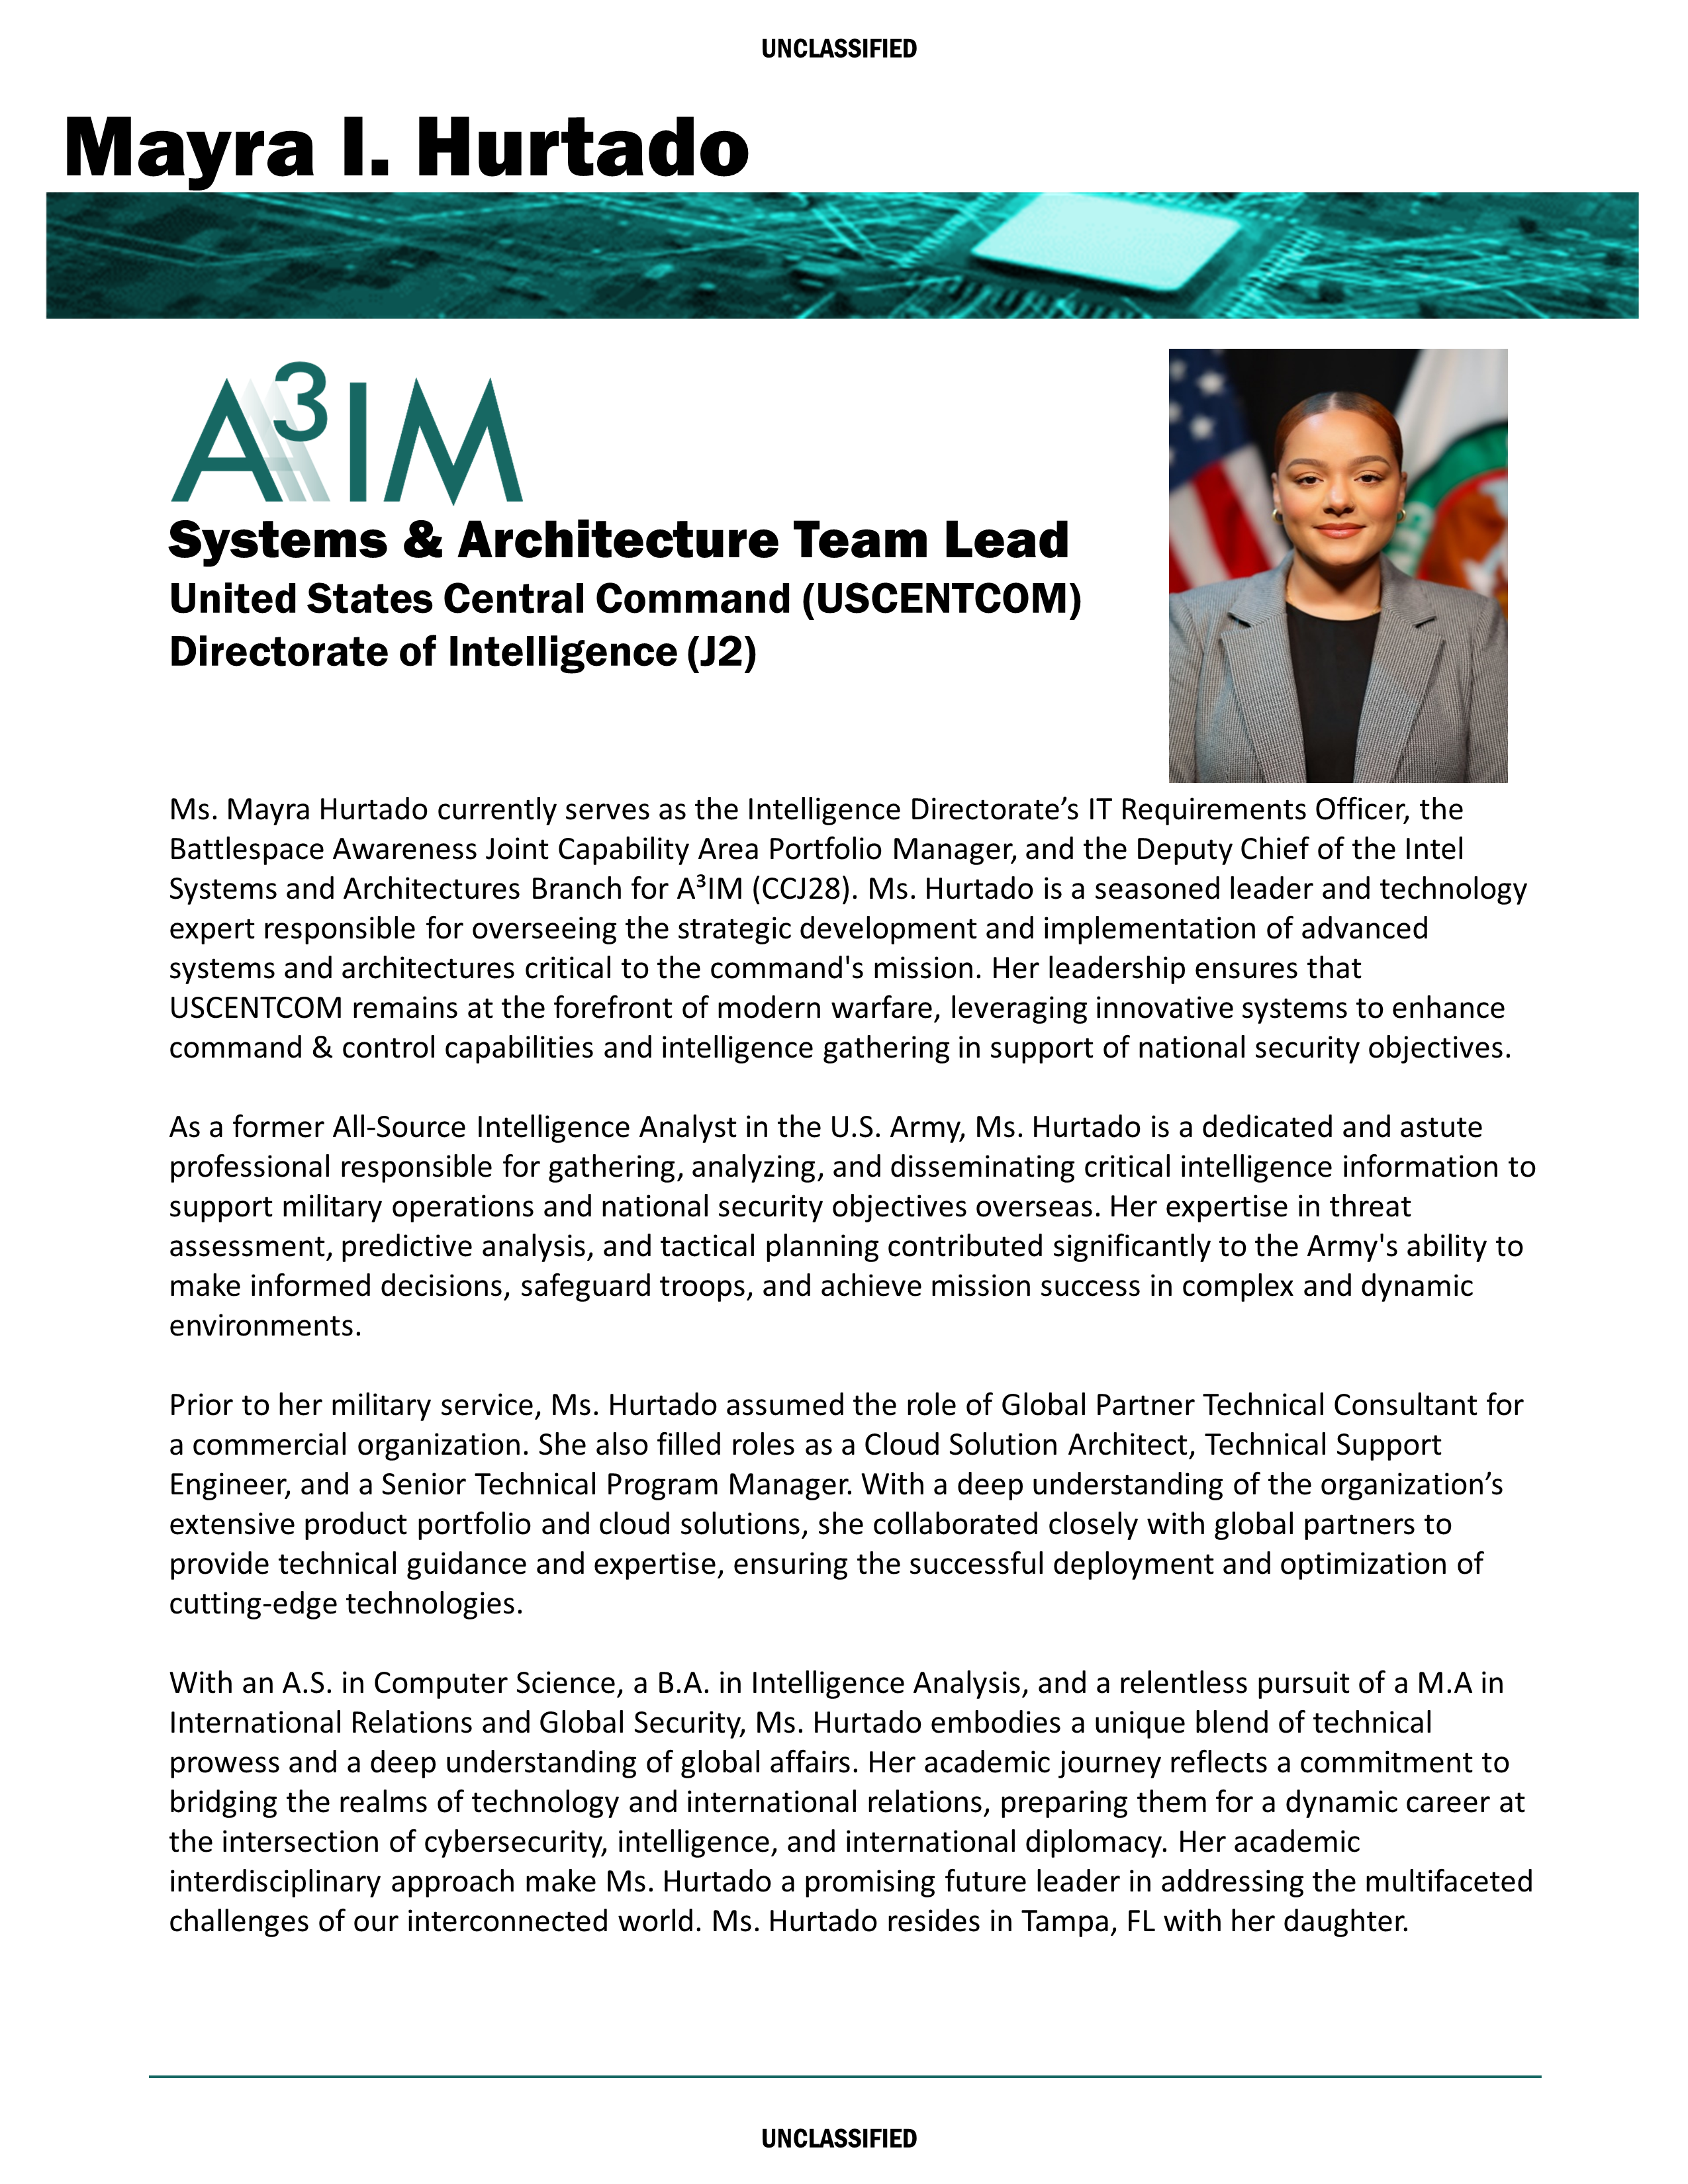 UNCLASSIFIED
Mayra I. Hurtado
A³IM
Systems & Architecture Team Lead
United States Central Command (USCENTCOM)
Directorate of Intelligence (J2)
Ms. Mayra Hurtado currently serves as the Intelligence Directorate’s IT Requirements Officer, the
Battlespace Awareness Joint Capability Area Portfolio Manager, and the Deputy Chief of the Intel
Systems and Architectures Branch for A³IM (CCJ28). Ms. Hurtado is a seasoned leader and technology
expert responsible for overseeing the strategic development and implementation of advanced
systems and architectures critical to the command's mission. Her leadership ensures that
USCENTCOM remains at the forefront of modern warfare, leveraging innovative systems to enhance
command & control capabilities and intelligence gathering in support of national security objectives.
As a former All-Source Intelligence Analyst in the U.S. Army, Ms. Hurtado is a dedicated and astute
professional responsible for gathering, analyzing, and disseminating critical intelligence information to
support military operations and national security objectives overseas. Her expertise in threat
assessment, predictive analysis, and tactical planning contributed significantly to the Army's ability to
make informed decisions, safeguard troops, and achieve mission success in complex and dynamic
environments.
Prior to her military service, Ms. Hurtado assumed the role of Global Partner Technical Consultant for
a commercial organization. She also filled roles as a Cloud Solution Architect, Technical Support
Engineer, and a Senior Technical Program Manager. With a deep understanding of the organization’s
extensive product portfolio and cloud solutions, she collaborated closely with global partners to
provide technical guidance and expertise, ensuring the successful deployment and optimization of
cutting-edge technologies.
With an A.S. in Computer Science, a B.A. in Intelligence Analysis, and a relentless pursuit of a M.A in
International Relations and Global Security, Ms. Hurtado embodies a unique blend of technical
prowess and a deep understanding of global affairs. Her academic journey reflects a commitment to
bridging the realms of technology and international relations, preparing them for a dynamic career at
the intersection of cybersecurity, intelligence, and international diplomacy. Her academic
interdisciplinary approach make Ms. Hurtado a promising future leader in addressing the multifaceted
challenges of our interconnected world. Ms. Hurtado resides in Tampa, FL with her daughter.
UNCLASSIFIED